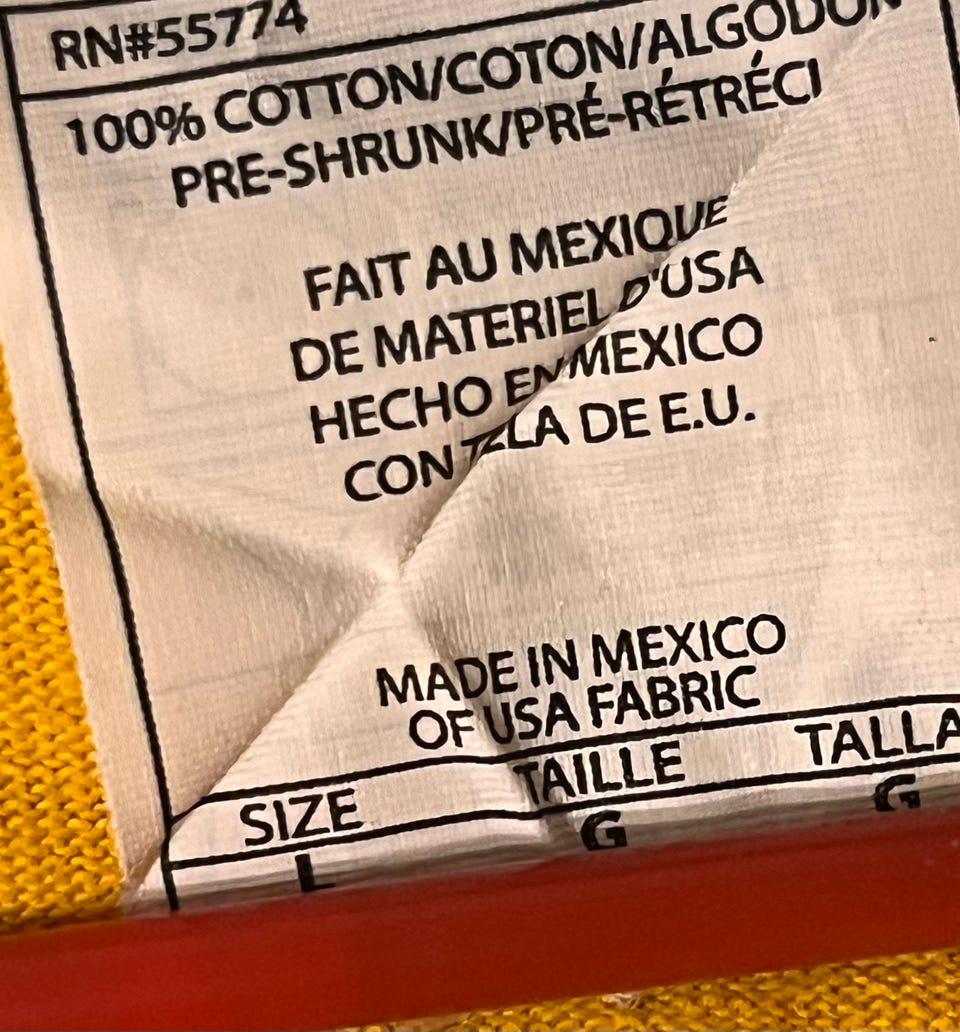 RN#55774
100% COTTON/COTON/ALGODON
PRE-SHRUNK/PRÉ-RÉTRÉCI
FAIT AU MEXIQUE
DE MATERIEL D'USA
HECHO EN MEXICO
CON TELA DE E.U.
MADE IN MEXICO
OF USA FABRIC
SIZE TAILLE TALLA
L G G